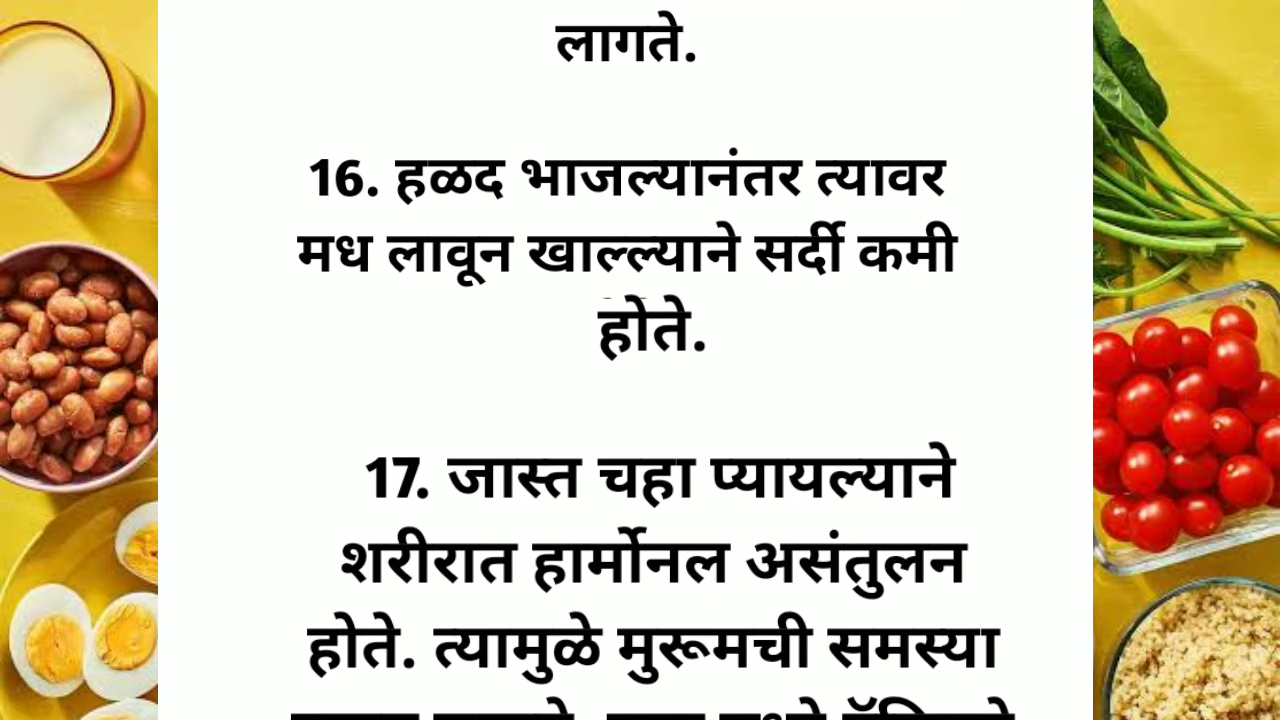 लागते.
16. हळद भाजल्यानंतर त्यावर
मध लावून खाल्ल्याने सर्दी कमी
होते.
17. जास्त चहा प्यायल्याने
शरीरात हार्मोनल असंतुलन
होते. त्यामुळे मुरूमची समस्या